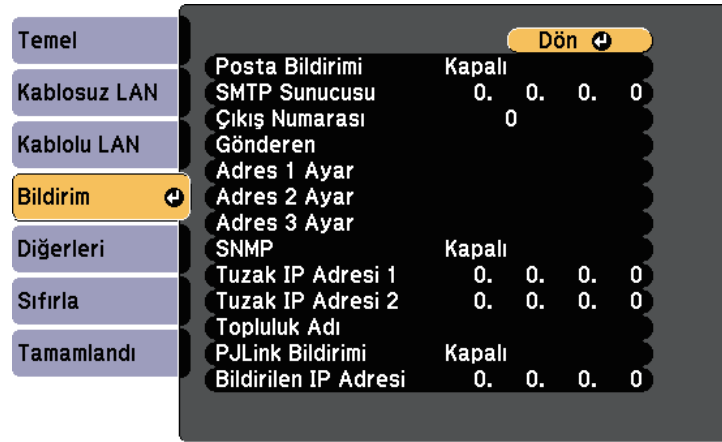 Temel
Kablosuz LAN
Kablolu LAN
Bildirim
Diğerleri
Sıfırla
Tamamlandı
Dön
Posta Bildirimi Kapalı
SMTP Sunucusu 0. 0. 0. 0
Çıkış Numarası 0
Gönderen
Adres 1 Ayar
Adres 2 Ayar
Adres 3 Ayar
SNMP Kapalı
Tuzak IP Adresi 1 0. 0. 0. 0
Tuzak IP Adresi 2 0. 0. 0. 0
Topluluk Adı
PJLink Bildirimi Kapalı
Bildirilen IP Adresi 0. 0. 0. 0